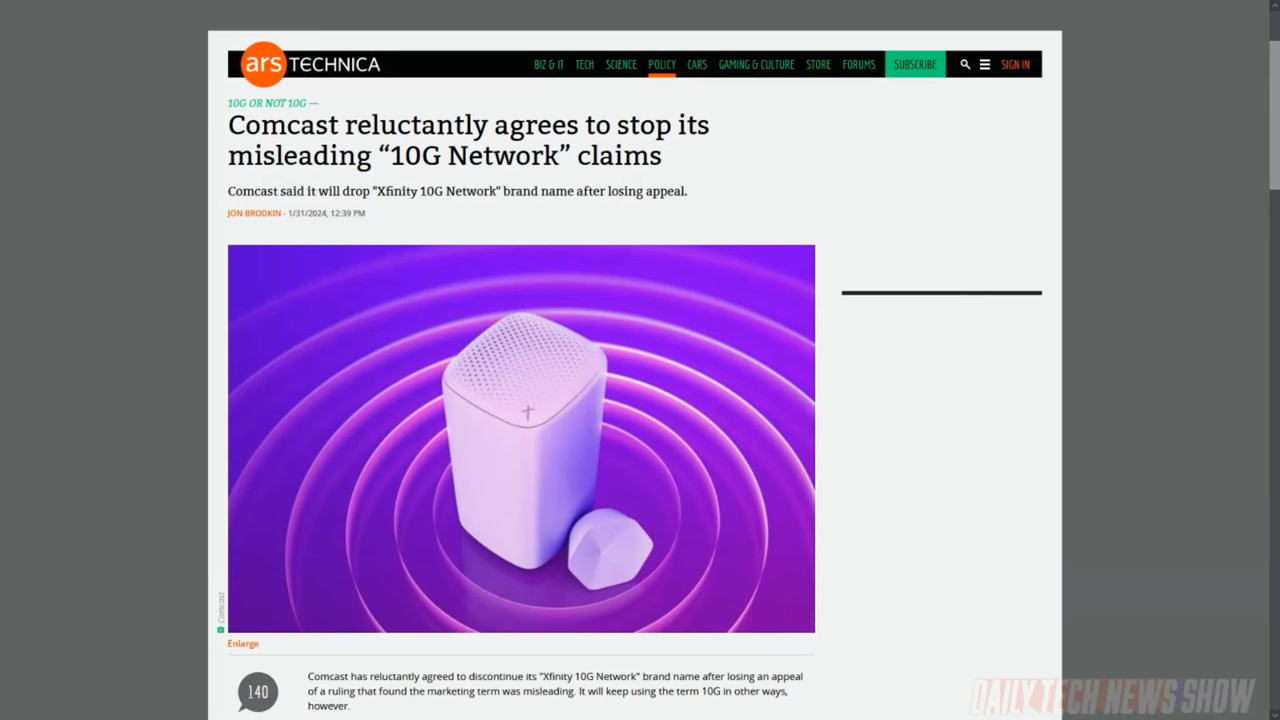 ars TECHNICA
BIZ & IT TECH SCIENCE POLICY CARS GAMING & CULTURE STORE FORUMS SUBSCRIBE SIGN IN
10G OR NOT 10G —
Comcast reluctantly agrees to stop its
misleading “10G Network” claims
Comcast said it will drop "Xfinity 10G Network" brand name after losing appeal.
JON BRODKIN - 1/31/2024, 12:39 PM
Comcast
Enlarge
140
Comcast has reluctantly agreed to discontinue its "Xfinity 10G Network" brand name after losing an appeal
of a ruling that found the marketing term was misleading. It will keep using the term 10G in other ways,
however.
DAILY TECH NEWS SHOW